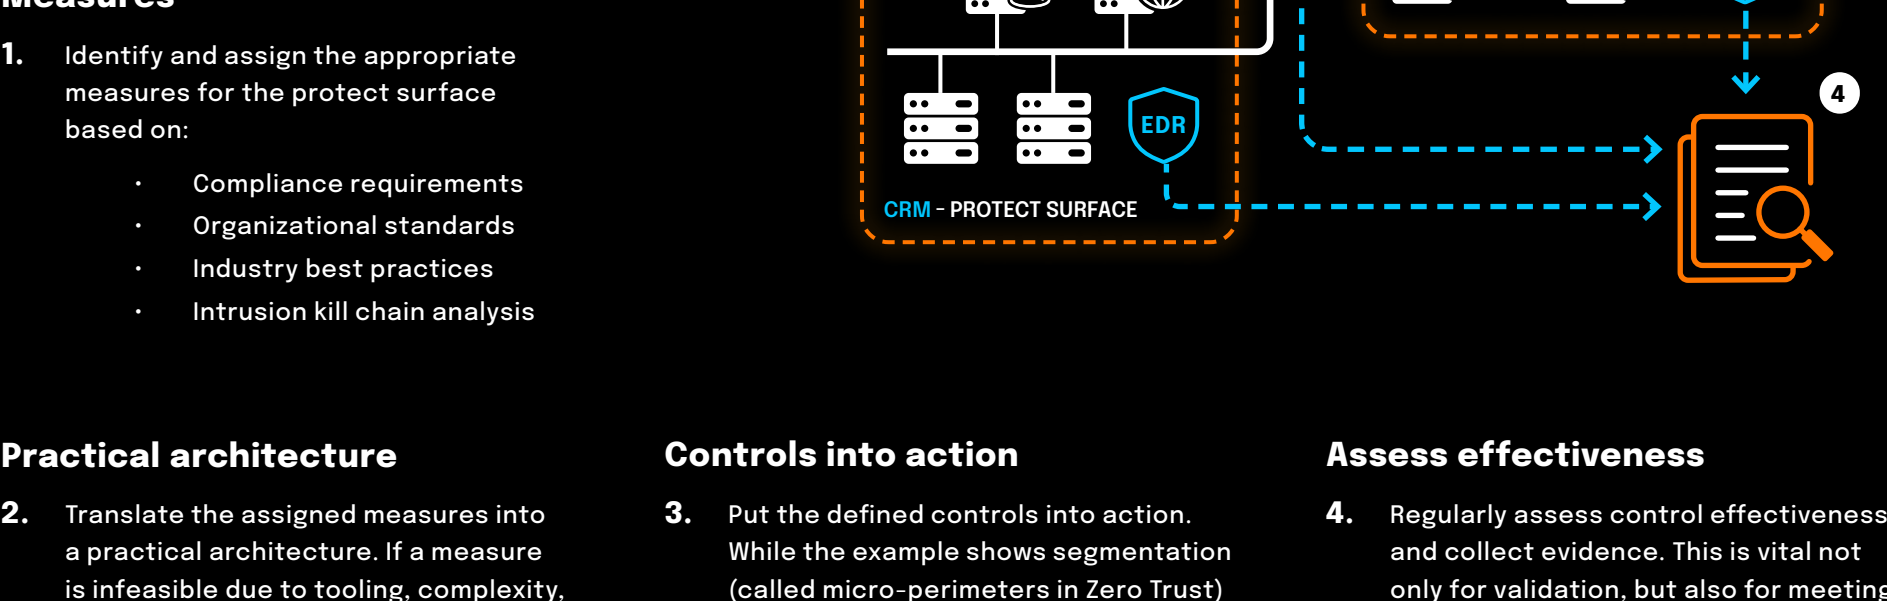 Measures
1. Identify and assign the appropriate
measures for the protect surface
based on:
· Compliance requirements
· Organizational standards
· Industry best practices
· Intrusion kill chain analysis
EDR
CRM - PROTECT SURFACE
4
Practical architecture
2. Translate the assigned measures into
a practical architecture. If a measure
is infeasible due to tooling, complexity,
Controls into action
3. Put the defined controls into action.
While the example shows segmentation
(called micro-perimeters in Zero Trust)
Assess effectiveness
4. Regularly assess control effectiveness
and collect evidence. This is vital not
only for validation, but also for meeting